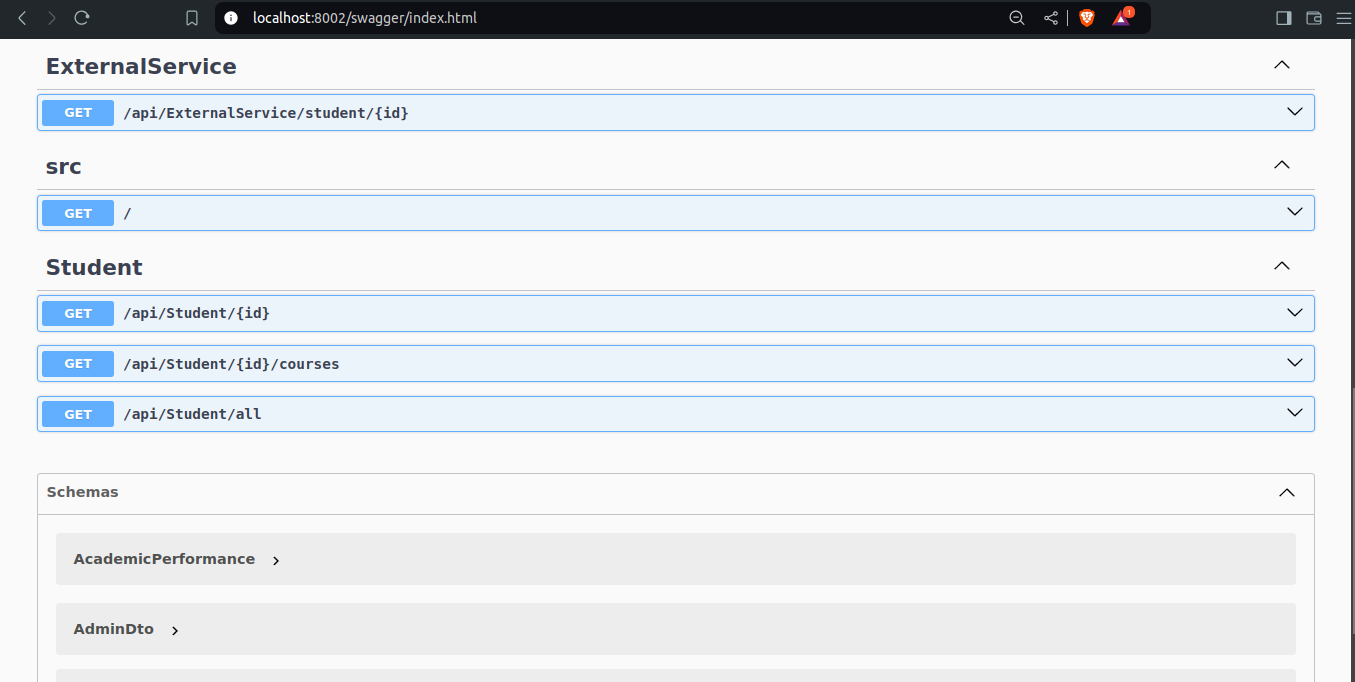 localhost:8002/swagger/index.html
1
ExternalService
GET /api/ExternalService/student/{id}
src
GET /
Student
GET /api/Student/{id}
GET /api/Student/{id}/courses
GET /api/Student/all
Schemas
AcademicPerformance
AdminDto